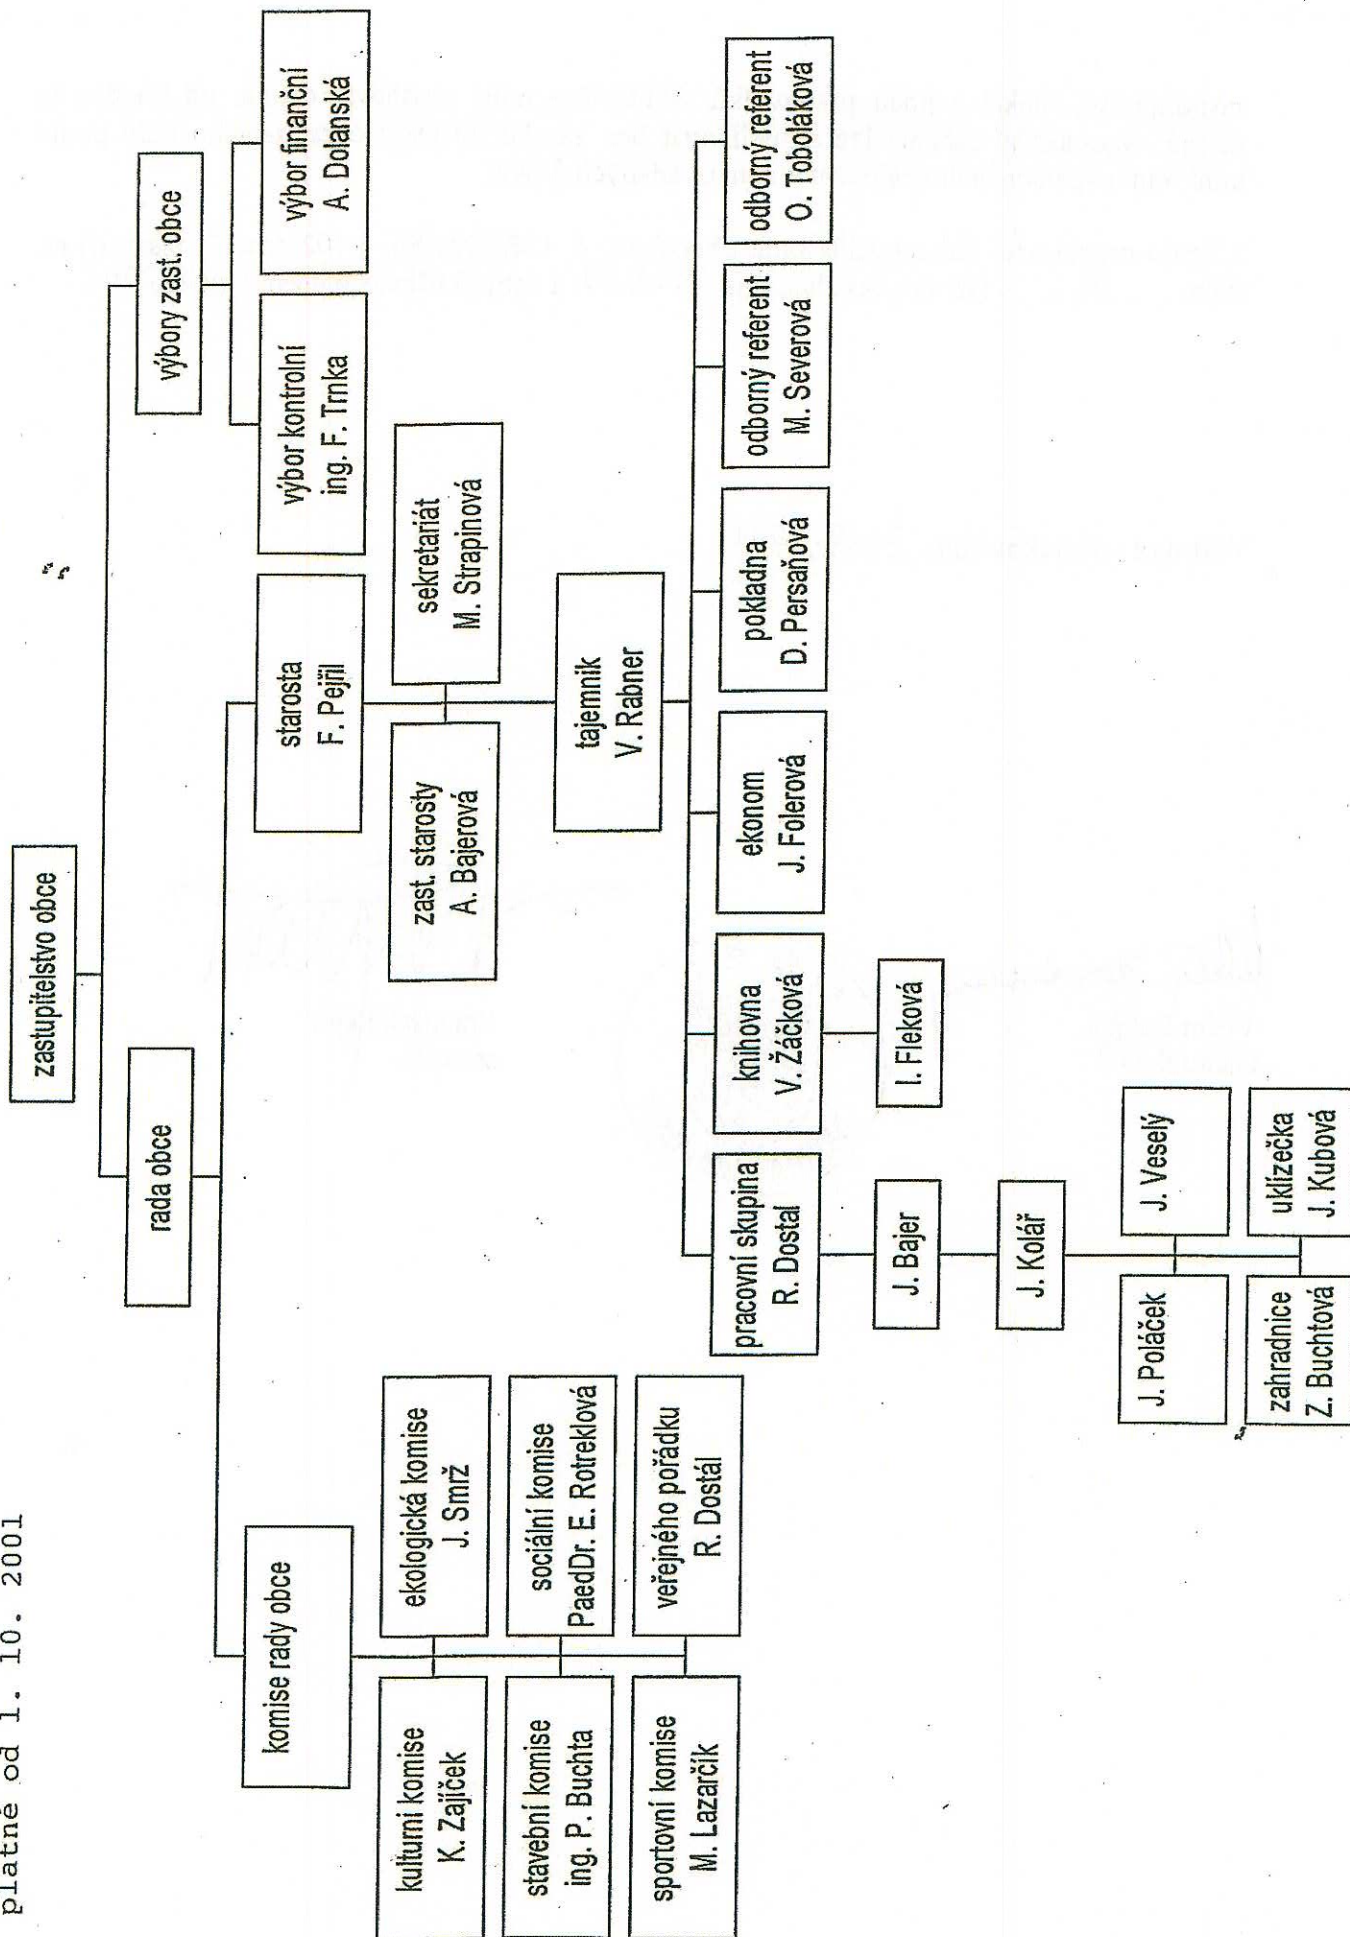 platné od 1. 10. 2001
zastupitelstvo obce
rada obce
výbory zast. obce
komise rady obce
starosta
F. Pejřil
výbor kontrolní
ing. F. Trnka
výbor finanční
A. Dolanská
kulturní komise
K. Zajíček
ekologická komise
J. Smrž
zast. starosty
A. Bajerová
sekretariát
M. Strapinová
stavební komise
ing. P. Buchta
sociální komise
PaedDr. E. Rotreklová
tajemník
V. Rabner
sportovní komise
M. Lazarčík
veřejného pořádku
R. Dostál
pracovní skupina
R. Dostál
knihovna
V. Žáčková
ekonom
J. Folerová
pokladna
D. Persaňová
odborný referent
M. Severová
odborný referent
O. Toboláková
J. Bajer
I. Fleková
J. Kolář
J. Poláček
J. Veselý
zahradnice
Z. Buchtová
uklízečka
J. Kubová